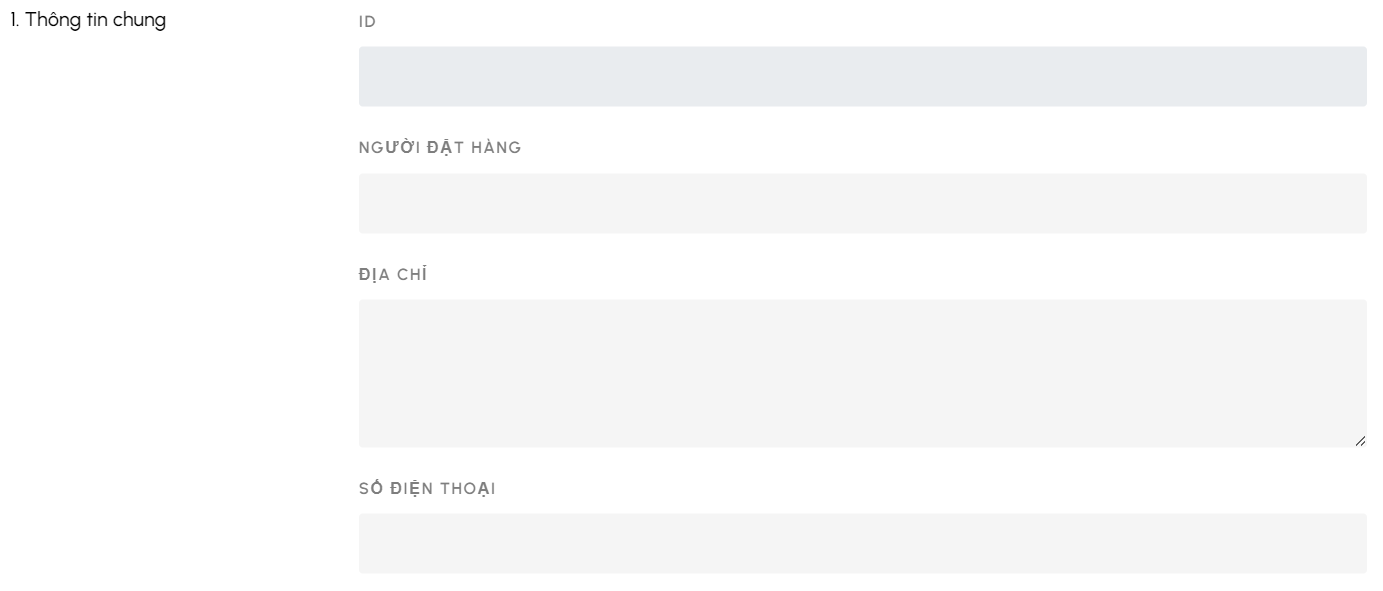 1. Thông tin chung
ID
NGƯỜI ĐẶT HÀNG
ĐỊA CHỈ
SỐ ĐIỆN THOẠI